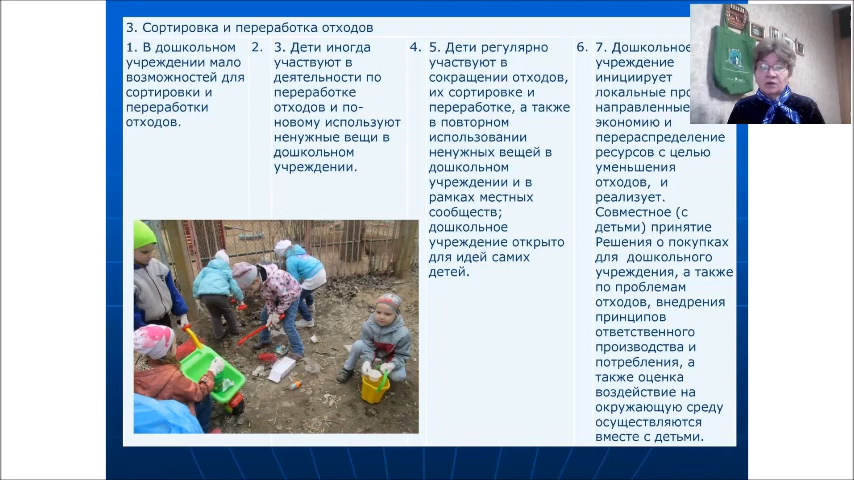 3. Сортировка и переработка отходов
1. В дошкольном
учреждении мало
возможностей для
сортировки и
переработки
отходов.
2.
3. Дети иногда
участвуют в
деятельности по
переработке
отходов и по-
новому используют
ненужные вещи в
дошкольном
учреждении.
4.
5. Дети регулярно
участвуют в
сокращении отходов,
их сортировке и
переработке, а также
в повторном
использовании
ненужных вещей в
дошкольном
учреждении и в
рамках местных
сообществ;
дошкольное
учреждение открыто
для идей самих
детей.
6.
7. Дошкольное
учреждение
инициирует
локальные
направленные
экономию и
перераспределение
ресурсов с целью
уменьшения
отходов, и
реализует.
Совместное (с
детьми) принятие
Решения о покупках
для дошкольного
учреждения, а также
по проблемам
отходов, внедрения
принципов
ответственного
производства и
потребления, а
также оценка
воздействие на
окружающую среду
осуществляются
вместе с детьми.